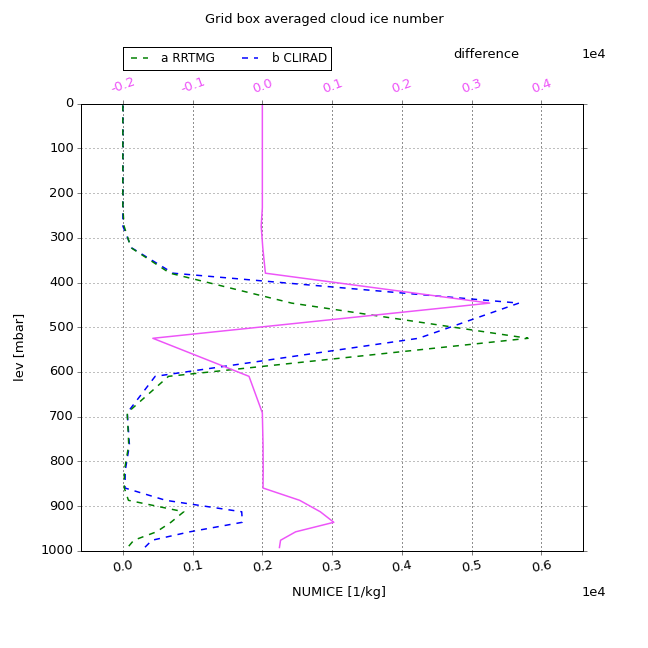 Grid box averaged cloud ice number
a RRTMG b CLIRAD difference 1e4
-0.2 -0.1 0.0 0.1 0.2 0.3 0.4
0
100
200
300
400
500
600
700
800
900
1000
lev [mbar]
0.0 0.1 0.2 0.3 0.4 0.5 0.6
NUMICE [1/kg] 1e4